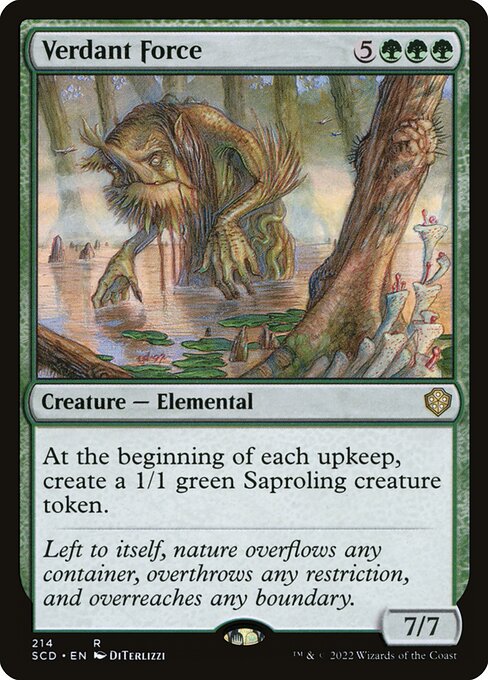 Verdant Force 5
Creature — Elemental
At the beginning of each upkeep,
create a 1/1 green Saproling creature
token.
Left to itself, nature overflows any
container, overthrows any restriction,
and overreaches any boundary.
7/7
214 R
SCD • EN DiTerlizzi
™ & © 2022 Wizards of the Coast